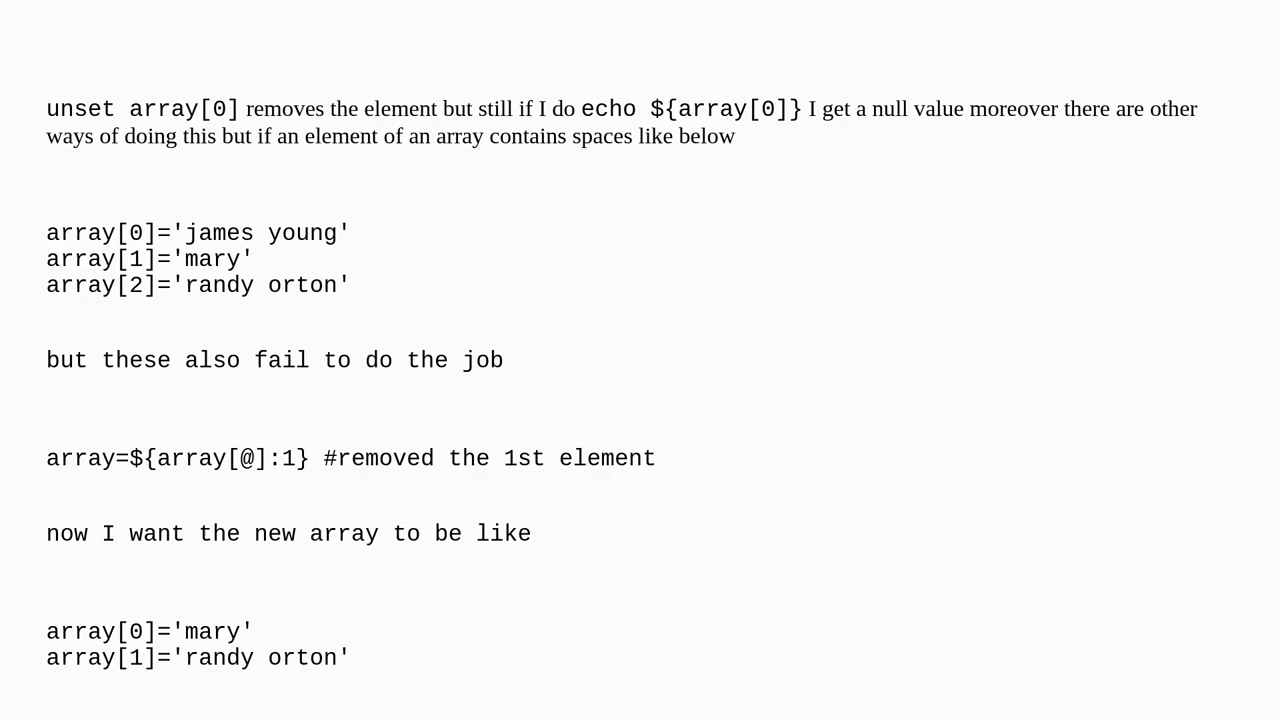 unset array[0] removes the element but still if I do echo ${array[0]} I get a null value moreover there are other
ways of doing this but if an element of an array contains spaces like below
array[0]='james young'
array[1]='mary'
array[2]='randy orton'
but these also fail to do the job
array=${array[@]:1} #removed the 1st element
now I want the new array to be like
array[0]='mary'
array[1]='randy orton'